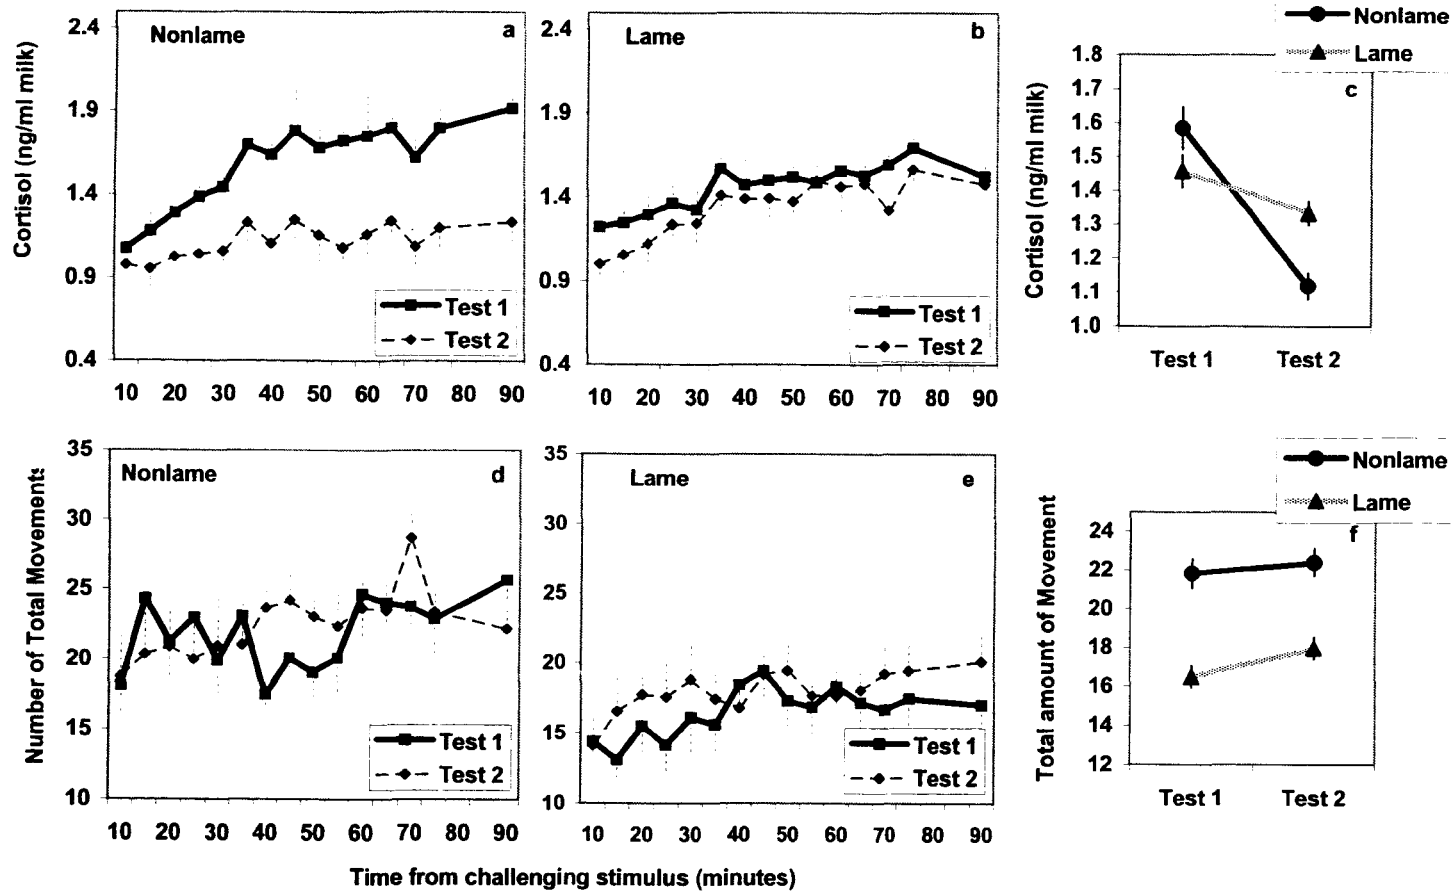 Nonlame
a
Cortisol (ng/ml milk)
2.4
1.9
1.4
0.9
0.4
Test 1
Test 2
10 20 30 40 50 60 70 80 90
Lame
b
2.4
1.9
1.4
0.9
0.4
Test 1
Test 2
10 20 30 40 50 60 70 80 90
Nonlame
Lame
c
Cortisol (ng/ml milk)
1.8
1.7
1.6
1.5
1.4
1.3
1.2
1.1
1.0
Test 1 Test 2
Nonlame
d
Number of Total Movements
35
30
25
20
15
10
Test 1
Test 2
10 20 30 40 50 60 70 80 90
Lame
e
35
30
25
20
15
10
Test 1
Test 2
10 20 30 40 50 60 70 80 90
Nonlame
Lame
f
Total amount of Movement
24
22
20
18
16
14
12
Test 1 Test 2
Time from challenging stimulus (minutes)